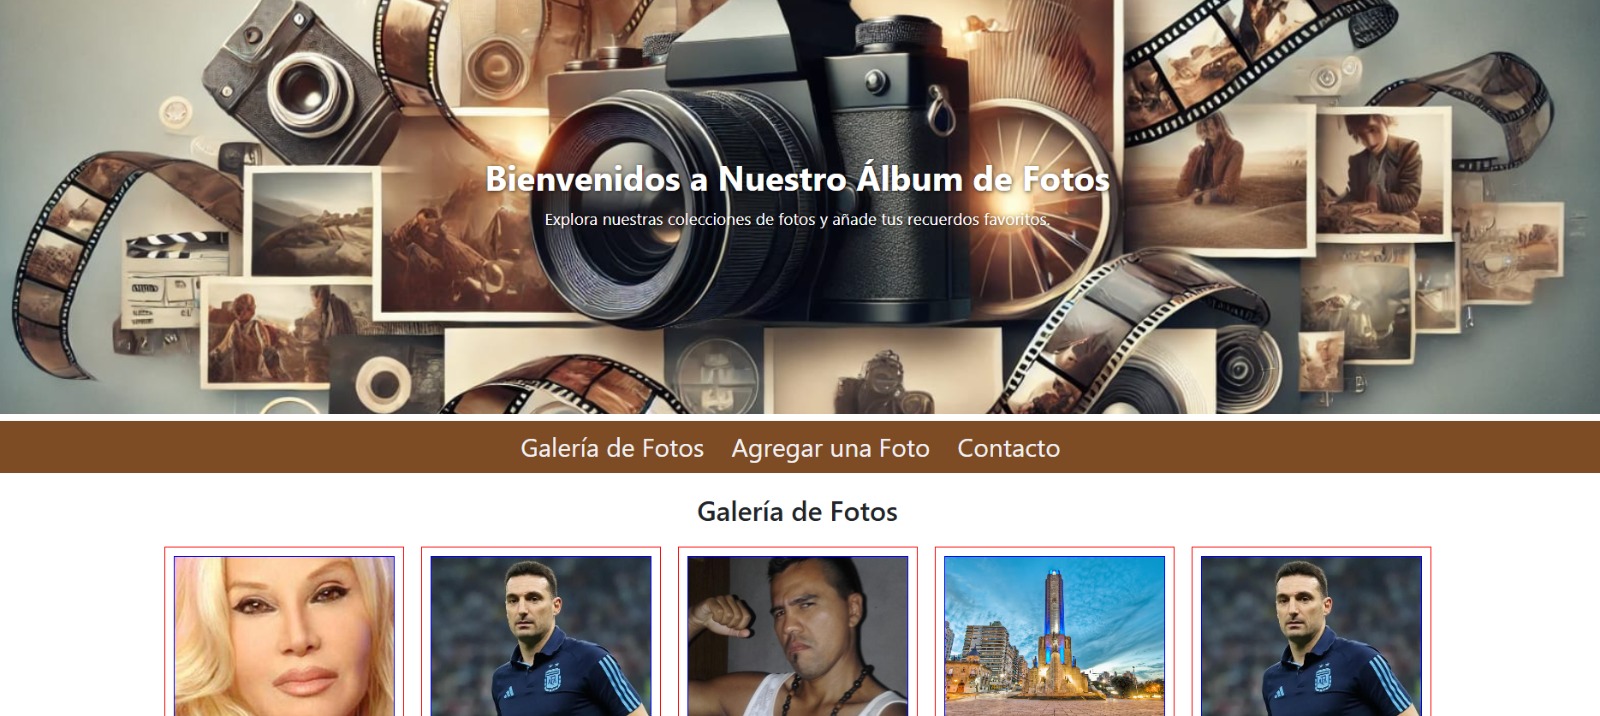 Bienvenidos a Nuestro Álbum de Fotos
Explora nuestras colecciones de fotos y añade tus recuerdos favoritos.
Galería de Fotos
Agregar una Foto
Contacto
Galería de Fotos